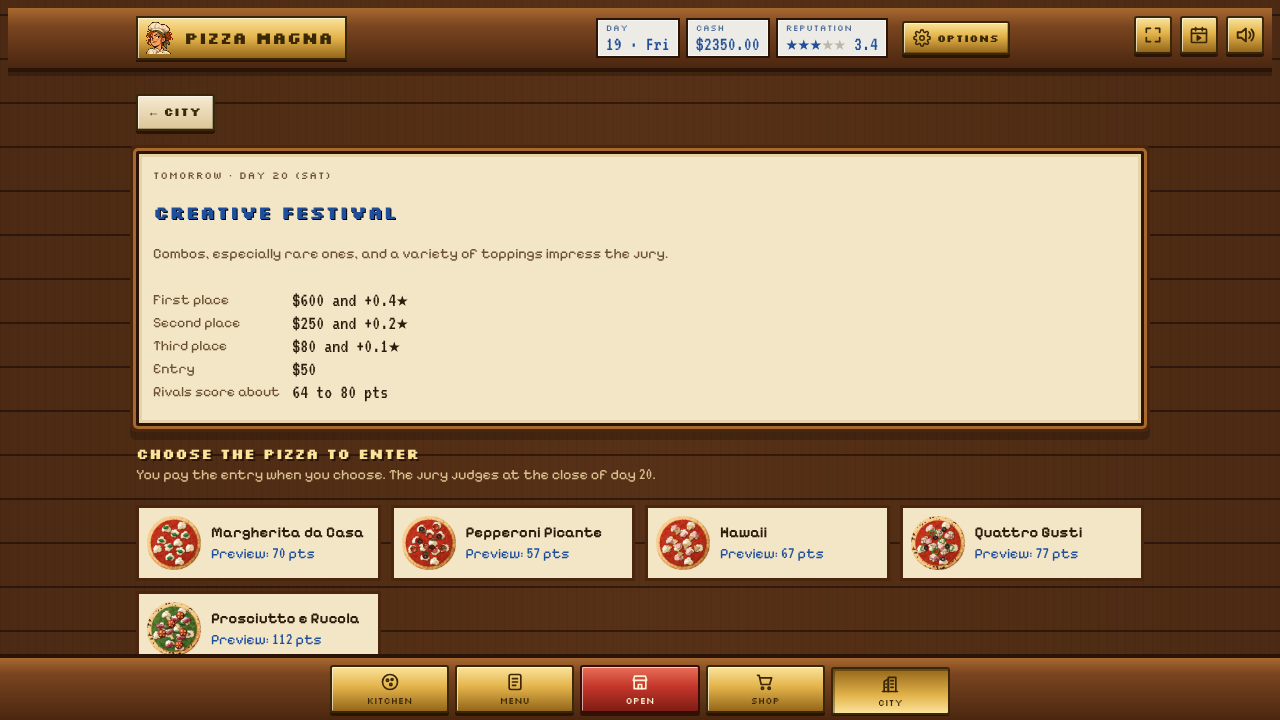 PIZZA MAGNA
DAY
19 · Fri
CASH
$2350.00
REPUTATION
★★★★★ 3.4
OPTIONS
← CITY
TOMORROW · DAY 20 (SAT)
CREATIVE FESTIVAL
Combos, especially rare ones, and a variety of toppings impress the jury.
First place $600 and +0.4★
Second place $250 and +0.2★
Third place $80 and +0.1★
Entry $50
Rivals score about 64 to 80 pts
CHOOSE THE PIZZA TO ENTER
You pay the entry when you choose. The jury judges at the close of day 20.
Margherita da Casa
Preview: 70 pts
Pepperoni Picante
Preview: 57 pts
Hawaii
Preview: 67 pts
Quattro Gusti
Preview: 77 pts
Prosciutto e Rucola
Preview: 112 pts
KITCHEN
MENU
OPEN
SHOP
CITY